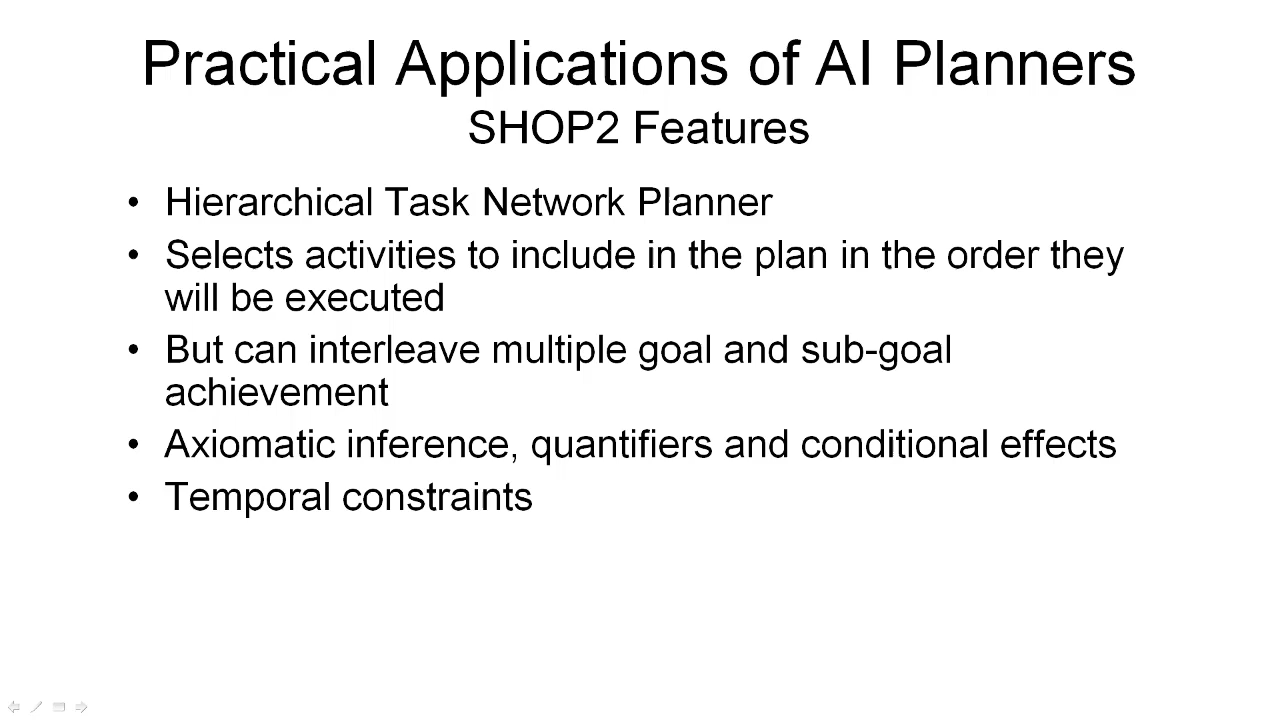 Practical Applications of AI Planners
SHOP2 Features
• Hierarchical Task Network Planner
• Selects activities to include in the plan in the order they
will be executed
• But can interleave multiple goal and sub-goal
achievement
• Axiomatic inference, quantifiers and conditional effects
• Temporal constraints